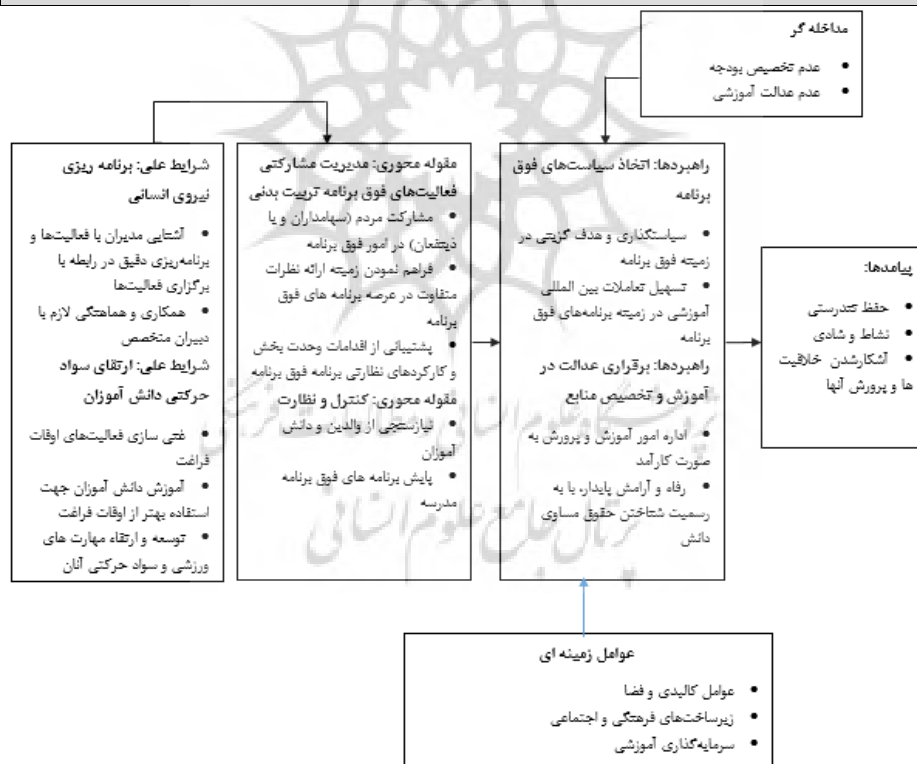 مداخله گر
• عدم تخصیص بودجه
• عدم عدالت آموزشی
شرایط علی: برنامه ریزی
نیروی انسانی
• آشنایی مدیران با فعالیت‌ها و
برنامه‌ریزی دقیق در رابطه با
برگزاری فعالیت‌ها
• همکاری و هماهنگی لازم با
دبیران متخصص
شرایط علی: ارتقای سواد
حرکتی دانش آموزان
• غنی سازی فعالیت‌های اوقات
فراغت
• آموزش دانش آموزان جهت
استفاده بهتر از اوقات فراغت
• توسعه و ارتقاء مهارت های
ورزشی و سواد حرکتی آنان
مقوله محوری: مدیریت مشارکتی
فعالیت‌های فوق برنامه تربیت بدنی
• مشارکت مردم (سهامداران و یا
ذینفعان) در امور فوق برنامه
• فراهم نمودن زمینه ارائه نظرات
متفاوت در عرصه برنامه های فوق
برنامه
• پشتیبانی از اقدامات وحدت بخش
و کارکردهای نظارتی برنامه فوق برنامه
مقوله محوری: کنترل و نظارت
• نیازسنجی از والدین و دانش
آموزان
• پایش برنامه های فوق برنامه
مدرسه
راهبردها: اتخاذ سیاست‌های فوق
برنامه
• سیاستگذاری و هدف گزینی در
زمینه فوق برنامه
• تسهیل تعاملات بین المللی
آموزشی در زمینه برنامه‌های فوق
برنامه
راهبردها: برقراری عدالت در
آموزش و تخصیص منابع
• اداره امور آموزش و پرورش به
صورت کارآمد
• رفاه و آرامش پایدار، با به
رسمیت شناختن حقوق مساوی
دانش
پیامدها:
• حفظ تندرستی
• نشاط و شادی
• آشکارشدن خلاقیت
ها و پرورش آنها
عوامل زمینه ای
• عوامل کالبدی و فضا
• زیرساخت‌های فرهنگی و اجتماعی
• سرمایه‌گذاری آموزشی
پژوهشگاه علوم انسانی و مطالعات فرهنگی
پرتال جامع علوم انسانی